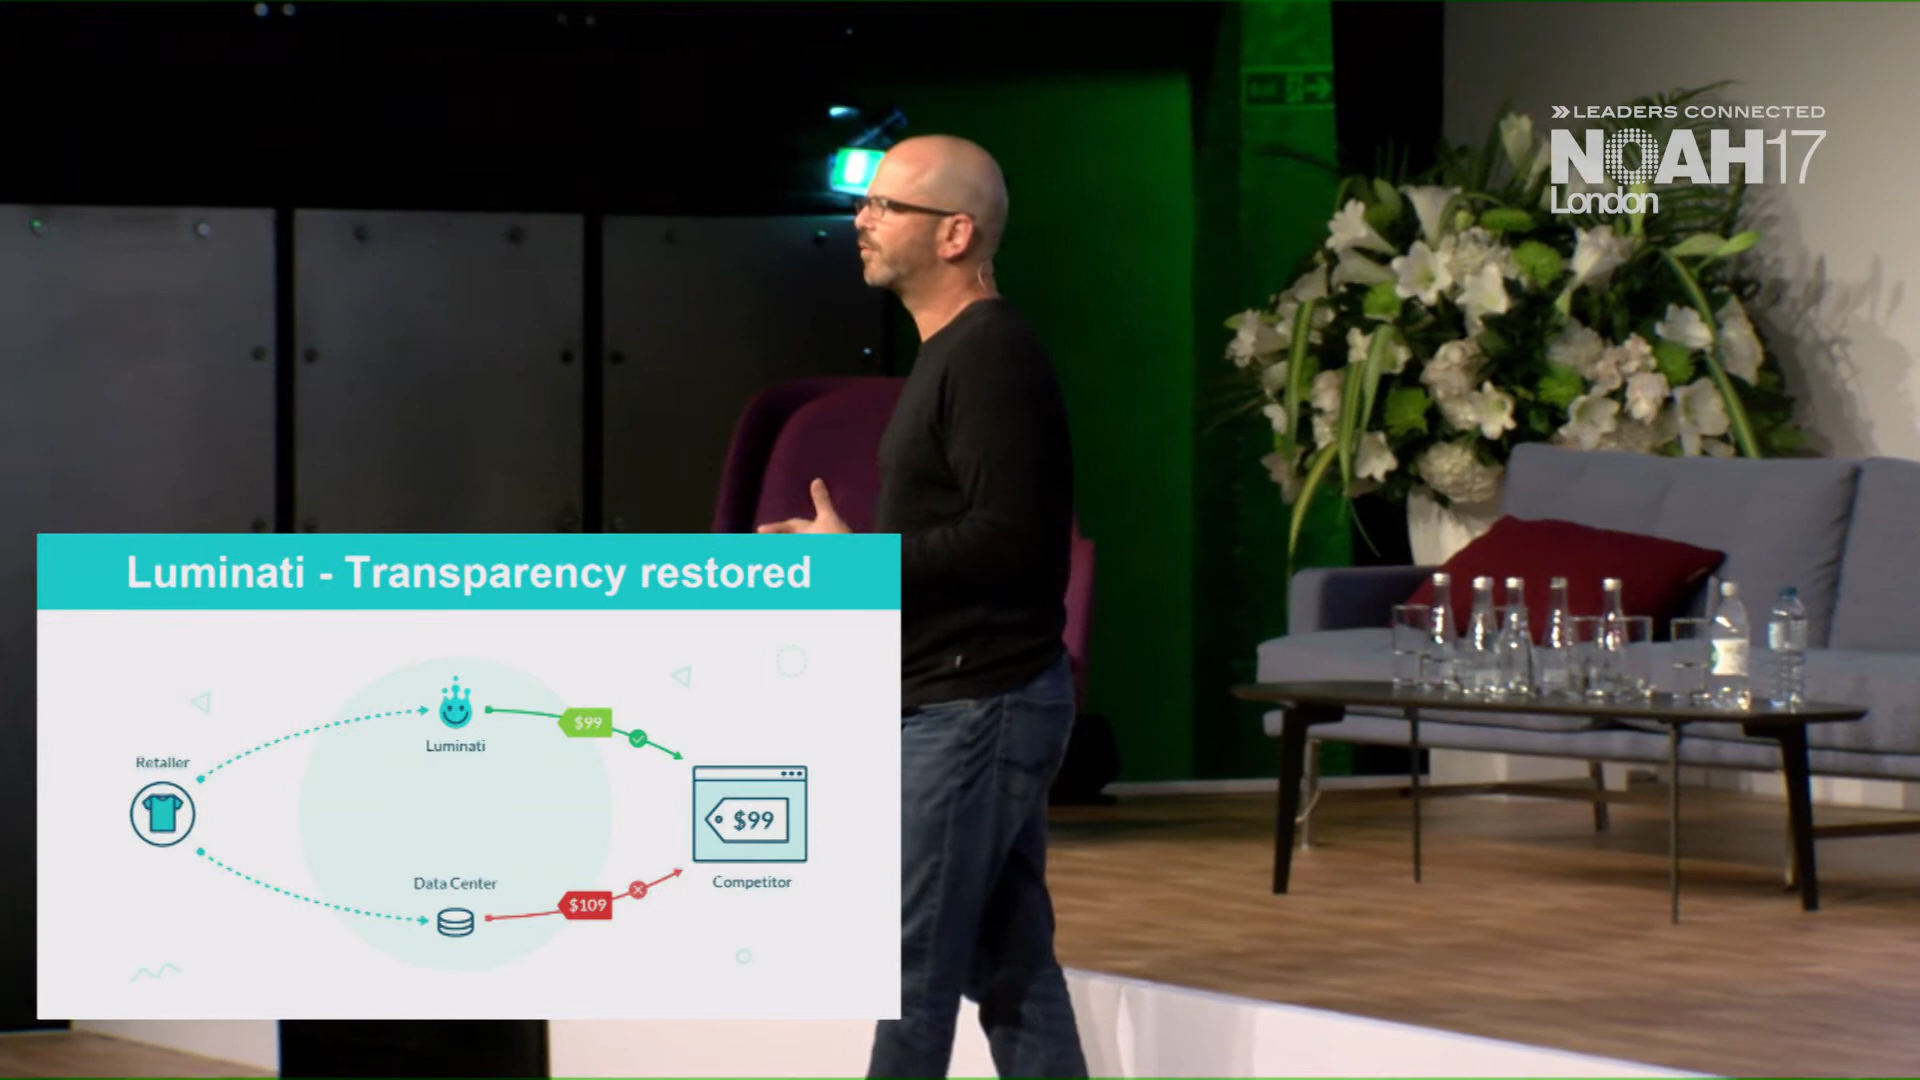 LEADERS CONNECTED
NOAH17
London
Luminati - Transparency restored
$99
Luminati
Retailer
$99
Data Center
Competitor
$109